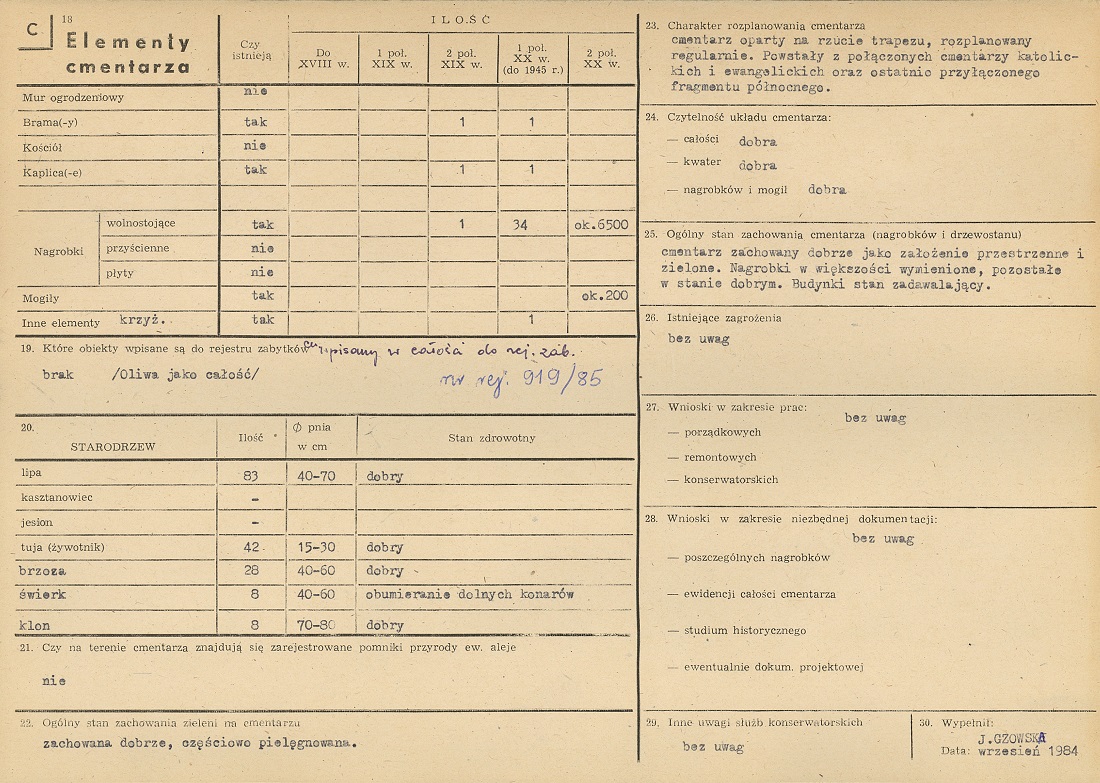 C
18
Elementy
cmentarza
Czy
istnieją
ILOŚĆ
Do
XVIII w.
1 poł.
XIX w.
2 poł.
XIX w.
1 poł.
XX w.
(do 1945 r.)
2 poł.
XX w.
Mur ogrodzeniowy nie
Brama(-y) tak 1 1
Kościół nie
Kaplica(-e) tak 1 1
Nagrobki
wolnostojące tak 1 34 ok.6500
przyścienne nie
płyty nie
Mogiły tak ok.200
Inne elementy krzyż. tak 1
19. Które obiekty wpisane są do rejestru zabytków wpisany w całości do rej. zab.
brak /Oliwa jako całość/ nr rej. 919/85
20.
STARODRZEW
Ilość
Ø pnia
w cm
Stan zdrowotny
lipa 83 40-70 dobry
kasztanowiec -
jesion -
tuja (żywotnik) 42 15-30 dobry
brzoza 28 40-60 dobry
świerk 8 40-60 obumieranie dolnych konarów
klon 8 70-80 dobry
21. Czy na terenie cmentarza znajdują się zarejestrowane pomniki przyrody ew. aleje
nie
22. Ogólny stan zachowania zieleni na cmentarzu
zachowana dobrze, częściowo pielęgnowana.
23. Charakter rozplanowania cmentarza
cmentarz oparty na rzucie trapezu, rozplanowany
regularnie. Powstały z połączonych cmentarzy katolic-
kich i ewangelickich oraz ostatnio przyłączonego
fragmentu północnego.
24. Czytelność układu cmentarza:
— całości dobra
— kwater dobra
— nagrobków i mogił dobra
25. Ogólny stan zachowania cmentarza (nagrobków i drzewostanu)
cmentarz zachowany dobrze jako założenie przestrzenne i
zielone. Nagrobki w większości wymienione, pozostałe
w stanie dobrym. Budynki stan zadawalający.
26. Istniejące zagrożenia
bez uwag
27. Wnioski w zakresie prac:
bez uwag
— porządkowych
— remontowych
— konserwatorskich
28. Wnioski w zakresie niezbędnej dokumentacji:
bez uwag
— poszczególnych nagrobków
— ewidencji całości cmentarza
— studium historycznego
— ewentualnie dokum. projektowej
29. Inne uwagi służb konserwatorskich
bez uwag
30. Wypełnił:
J.GZOWSKA
Data: wrzesień 1984